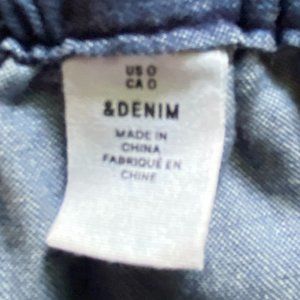 US 0
CA 0
&DENIM
MADE IN
CHINA
FABRIQUÉ EN
CHINE